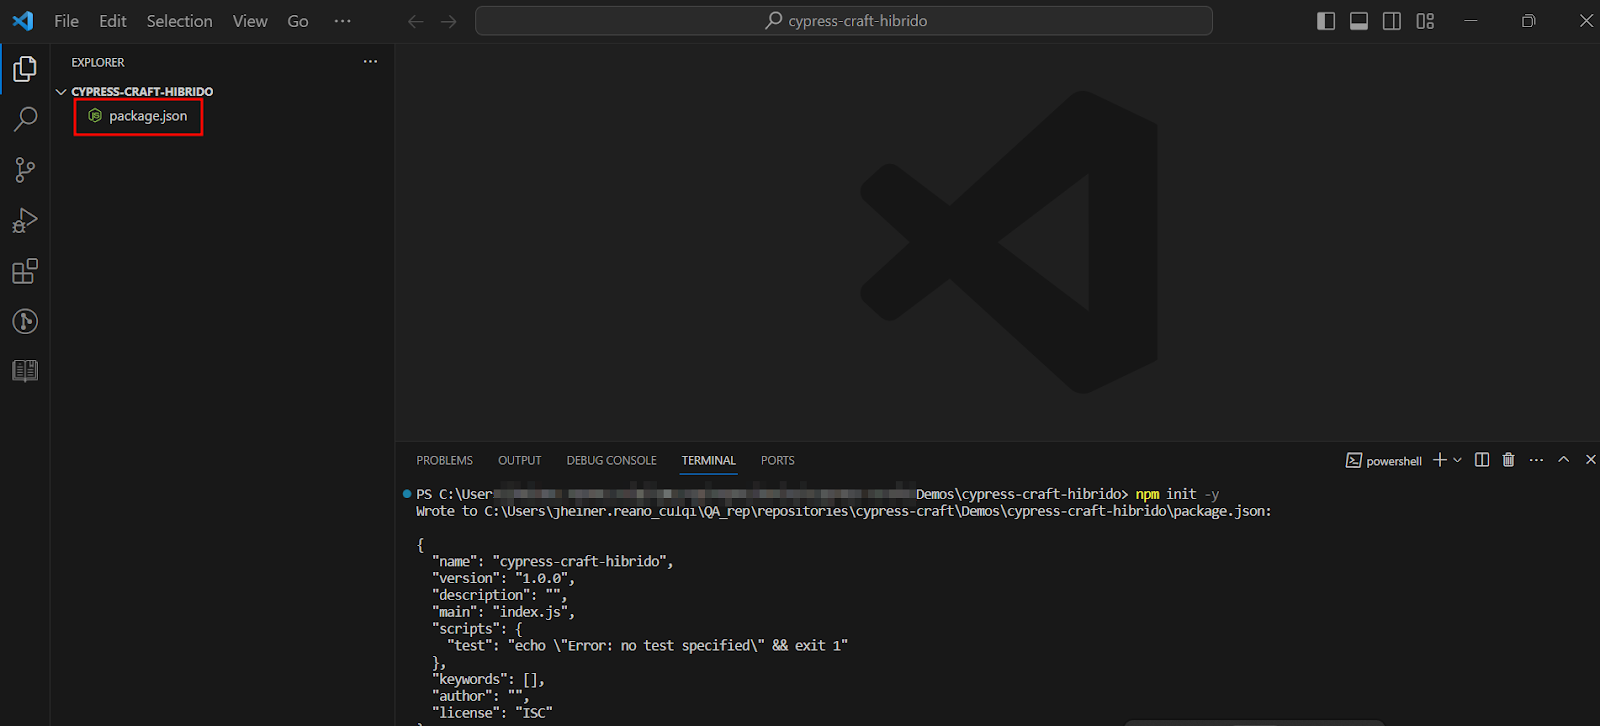 File Edit Selection View Go ···
cypress-craft-hibrido
EXPLORER
CYPRESS-CRAFT-HIBRIDO
package.json
PROBLEMS OUTPUT DEBUG CONSOLE TERMINAL PORTS
powershell
PS C:\User Demos\cypress-craft-hibrido> npm init -y
Wrote to C:\Users\jheiner.reano_culqi\QA_rep\repositories\cypress-craft\Demos\cypress-craft-hibrido\package.json:
{
"name": "cypress-craft-hibrido",
"version": "1.0.0",
"description": "",
"main": "index.js",
"scripts": {
"test": "echo \"Error: no test specified\" && exit 1"
},
"keywords": [],
"author": "",
"license": "ISC"